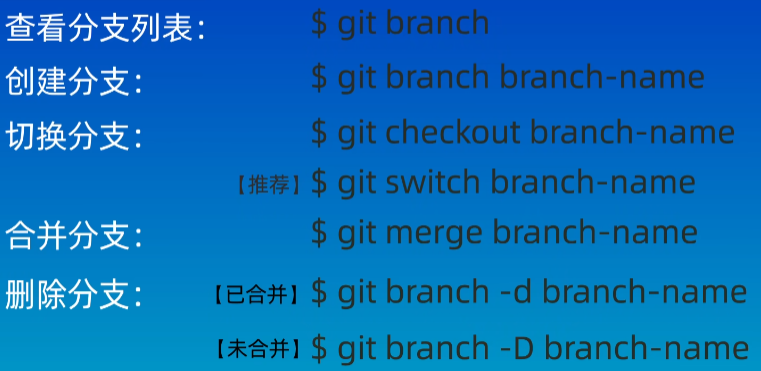 查看分支列表: $ git branch
创建分支: $ git branch branch-name
切换分支: $ git checkout branch-name
【推荐】 $ git switch branch-name
合并分支: $ git merge branch-name
删除分支: 【已合并】 $ git branch -d branch-name
【未合并】 $ git branch -D branch-name